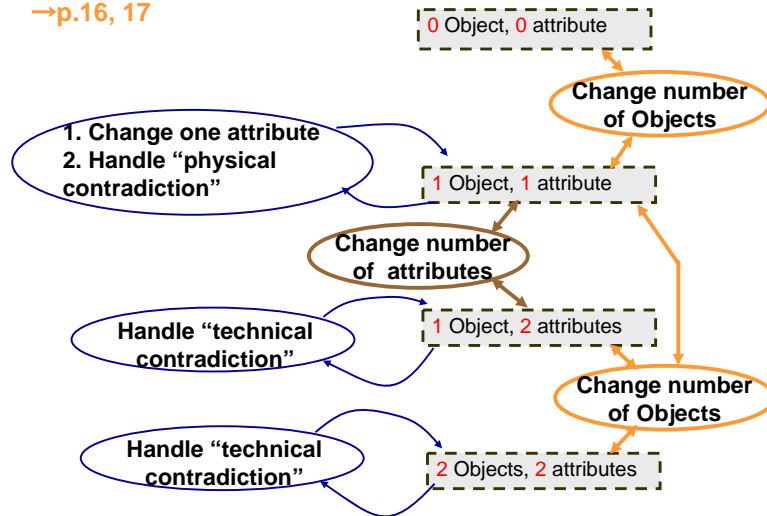 →p.16, 17
0 Object, 0 attribute
Change number
of Objects
1. Change one attribute
2. Handle “physical
contradiction”
1 Object, 1 attribute
Change number
of attributes
1 Object, 2 attributes
Handle “technical
contradiction”
Change number
of Objects
Handle “technical
contradiction”
2 Objects, 2 attributes